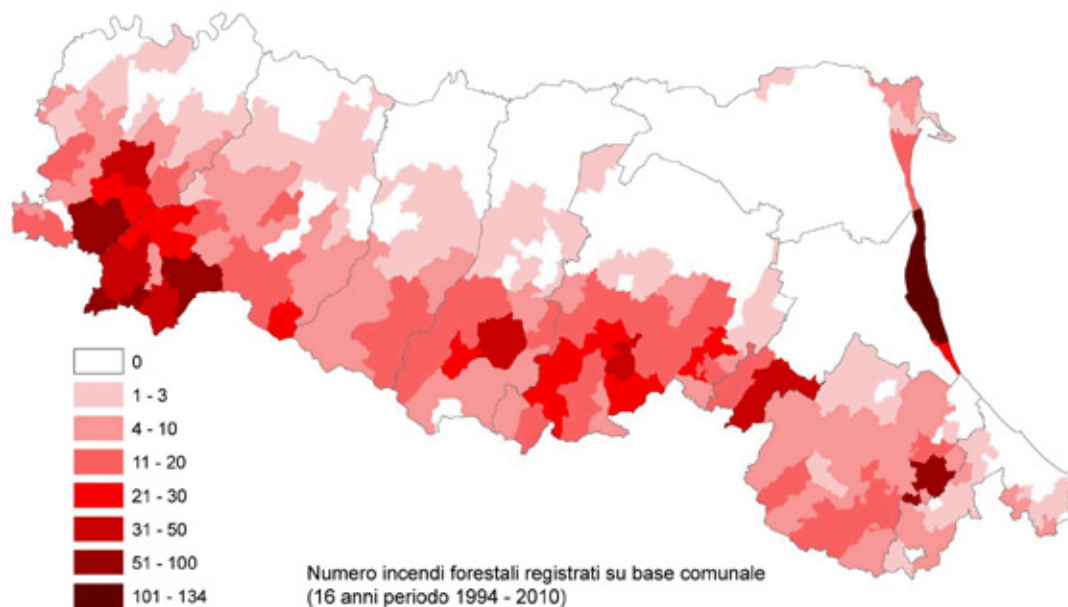 0
1 - 3
4 - 10
11 - 20
21 - 30
31 - 50
51 - 100
101 - 134
Numero incendi forestali registrati su base comunale
(16 anni periodo 1994 - 2010)